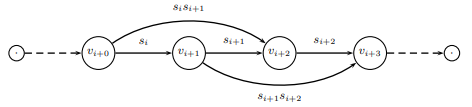 s_i s_{i+1}
v_{i+0} s_i v_{i+1} s_{i+1} v_{i+2} s_{i+2} v_{i+3}
s_{i+1} s_{i+2}